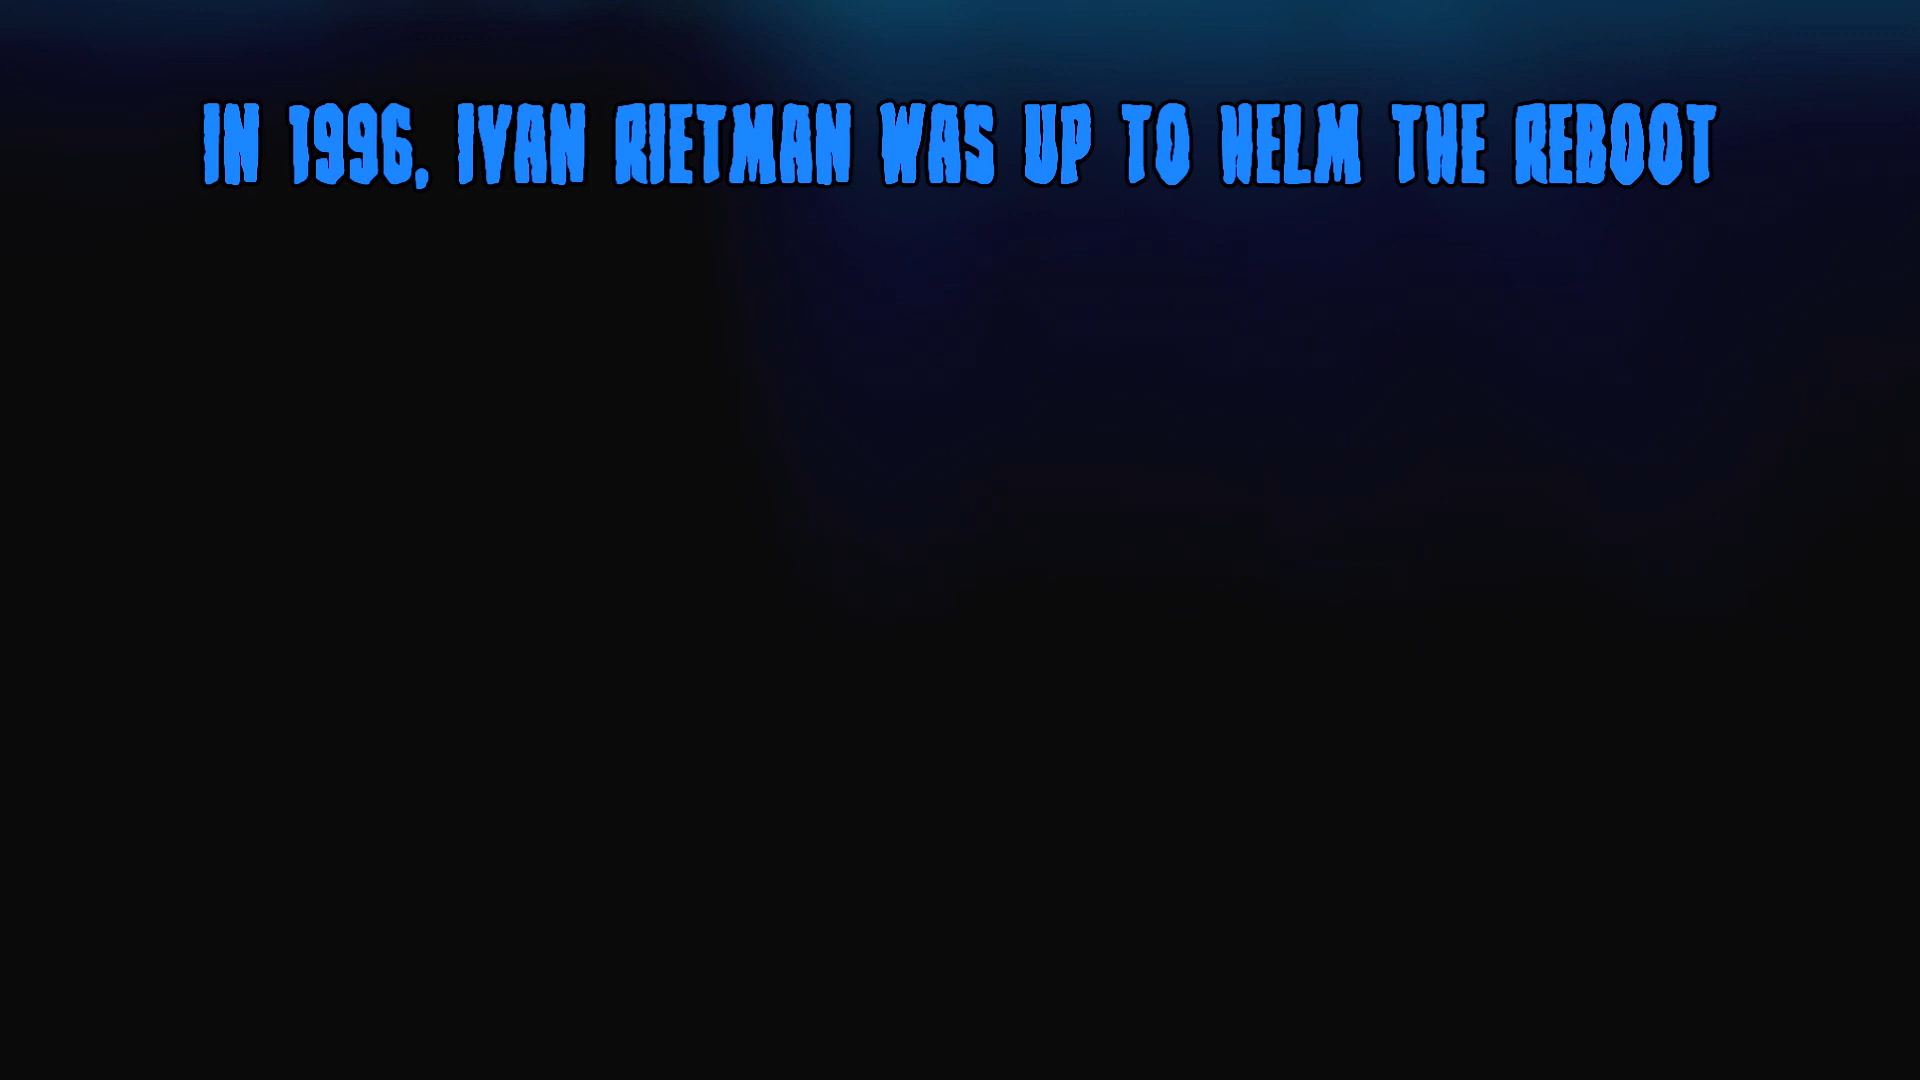 IN 1996, IVAN RIETMAN WAS UP TO HELM THE REBOOT